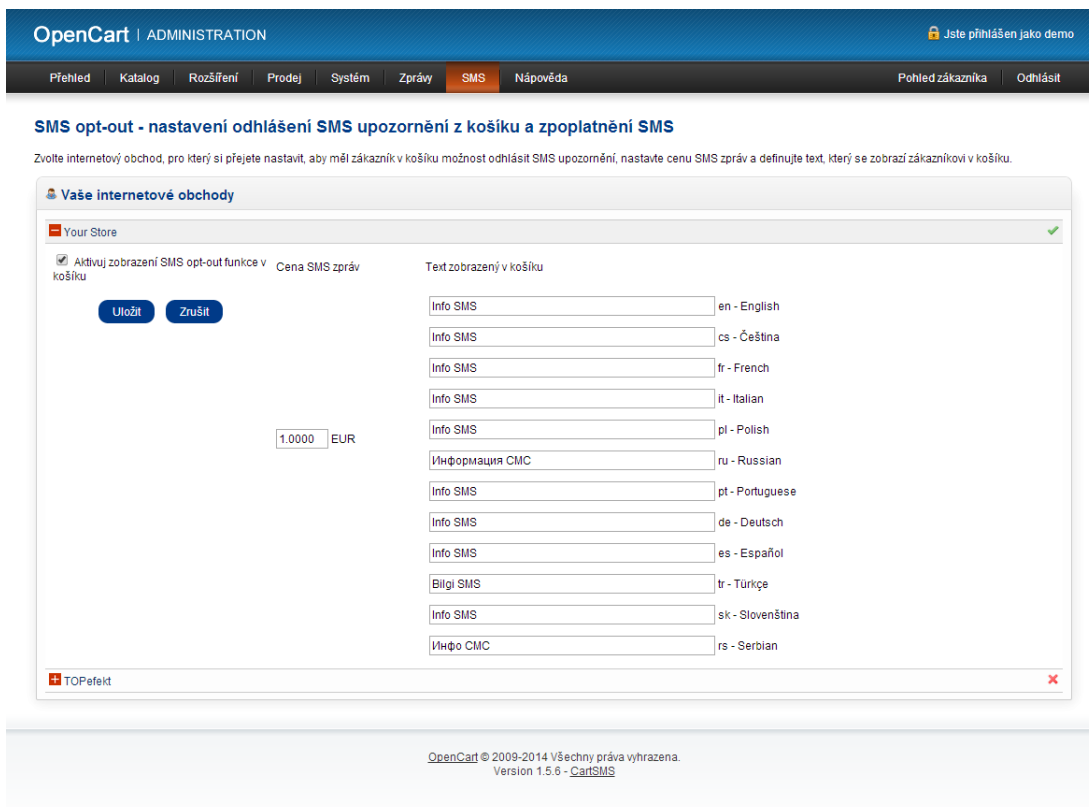 OpenCart | ADMINISTRATION
Jste přihlášen jako demo
Přehled Katalog Rozšíření Prodej Systém Zprávy SMS Nápověda Pohled zákazníka Odhlásit
SMS opt-out - nastavení odhlášení SMS upozornění z košíku a zpoplatnění SMS
Zvolte internetový obchod, pro který si přejete nastavit, aby měl zákazník v košíku možnost odhlásit SMS upozornění, nastavte cenu SMS zpráv a definujte text, který se zobrazí zákazníkovi v košíku.
Vaše internetové obchody
Your Store
Aktivuj zobrazení SMS opt-out funkce v košíku
Cena SMS zpráv
Text zobrazený v košíku
Uložit Zrušit
Info SMS en - English
Info SMS cs - Čeština
Info SMS fr - French
Info SMS it - Italian
Info SMS pl - Polish
1.0000 EUR
Информация СМС ru - Russian
Info SMS pt - Portuguese
Info SMS de - Deutsch
Info SMS es - Español
Bilgi SMS tr - Türkçe
Info SMS sk - Slovenština
Инфо СМС rs - Serbian
TOPefekt
OpenCart © 2009-2014 Všechny práva vyhrazena.
Version 1.5.6 - CartSMS